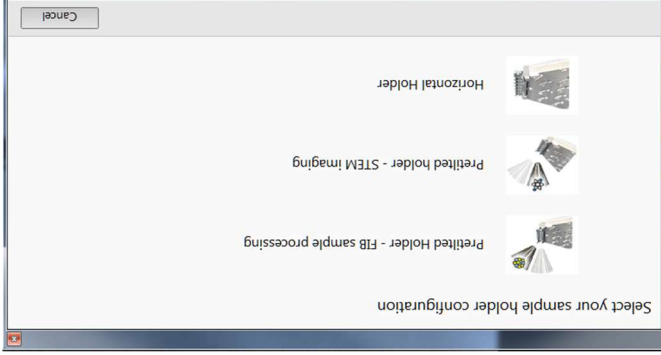 Select your sample holder configuration
Pretilted Holder - FIB sample processing
Pretilted holder - STEM imaging
Horizontal Holder
Cancel